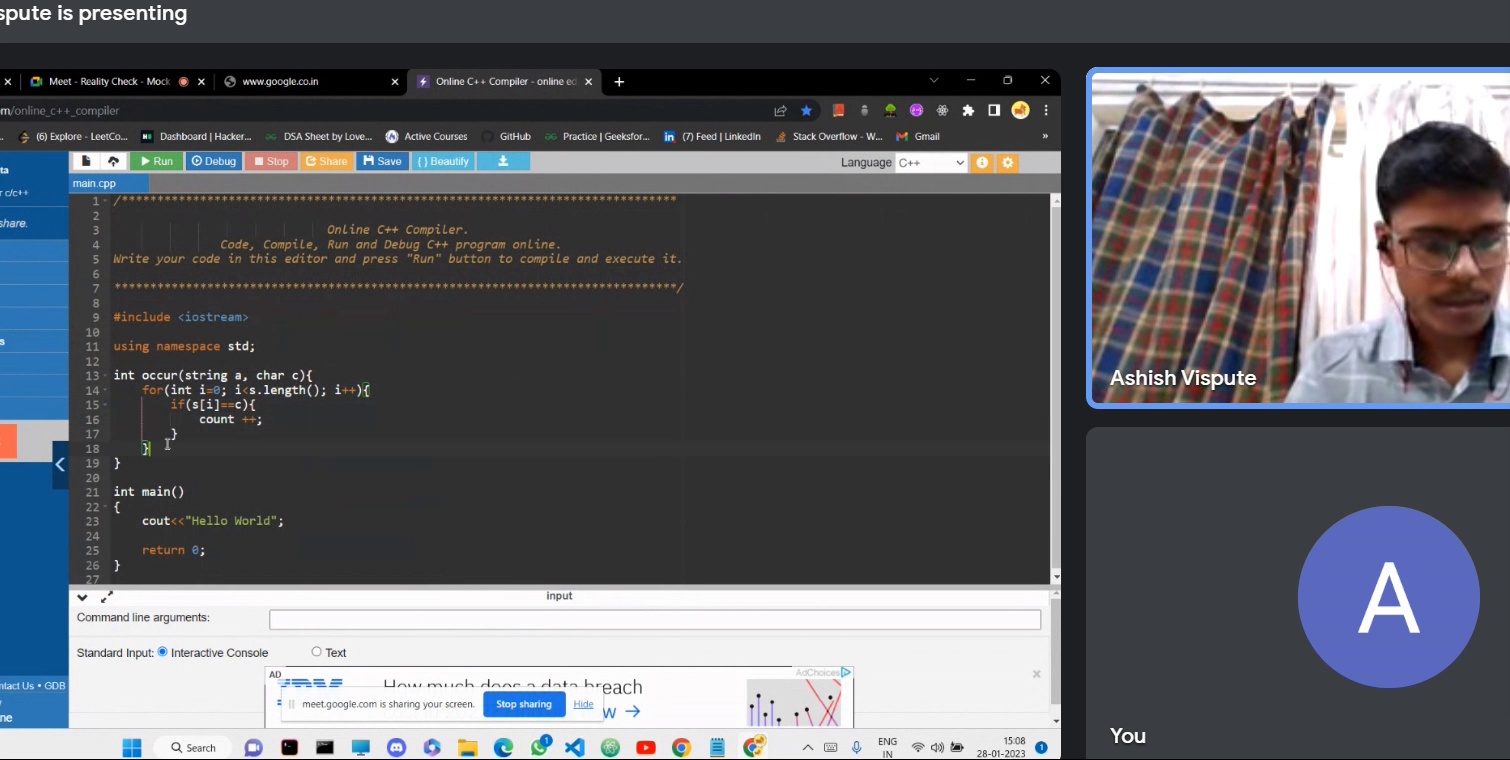 spute is presenting
Meet - Reality Check - Mock
www.google.co.in
Online C++ Compiler - online ec
m/online_c++_compiler
(6) Explore - LeetCo...
Dashboard | Hacker...
DSA Sheet by Love...
Active Courses
GitHub
Practice | Geeksfor...
(7) Feed | LinkedIn
Stack Overflow - W...
Gmail
»
ta
r c/c++
share.
s
ntact Us • GDB
ne
Run
Debug
Stop
Share
Save
{ } Beautify
Language
C++
main.cpp
1 /******************************************************************************
2
3 Online C++ Compiler.
4 Code, Compile, Run and Debug C++ program online.
5 Write your code in this editor and press "Run" button to compile and execute it.
6
7 *******************************************************************************/
8
9 #include <iostream>
10
11 using namespace std;
12
13 int occur(string a, char c){
14 for(int i=0; i<s.length(); i++){
15 if(s[i]==c){
16 count ++;
17 }
18 }
19 }
20
21 int main()
22 {
23 cout<<"Hello World";
24
25 return 0;
26 }
27
input
Command line arguments:
Standard Input:
Interactive Console
Text
AD
AdChoices
How much does a data breach
meet.google.com is sharing your screen.
Stop sharing
Hide
Search
ENG
IN
15:08
28-01-2023
1
Ashish Vispute
A
You